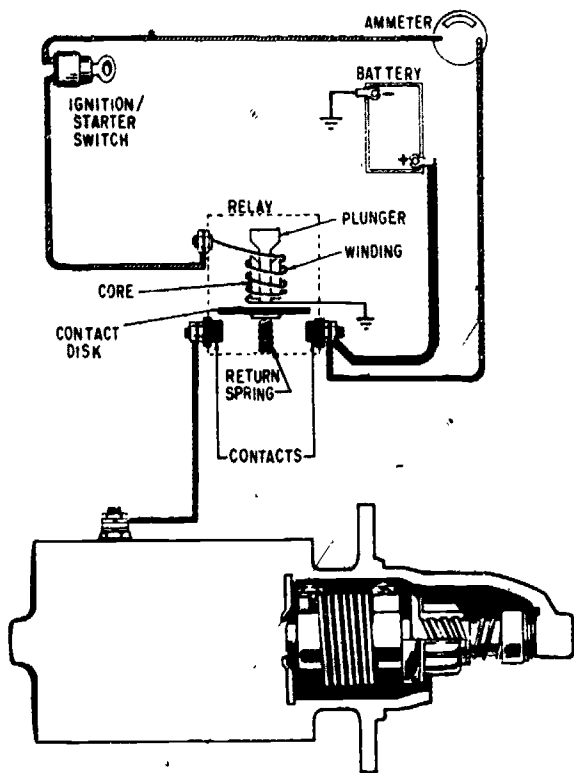 AMMETER
IGNITION/
STARTER
SWITCH
BATTERY
-
+
RELAY
PLUNGER
WINDING
CORE
CONTACT
DISK
RETURN
SPRING
CONTACTS